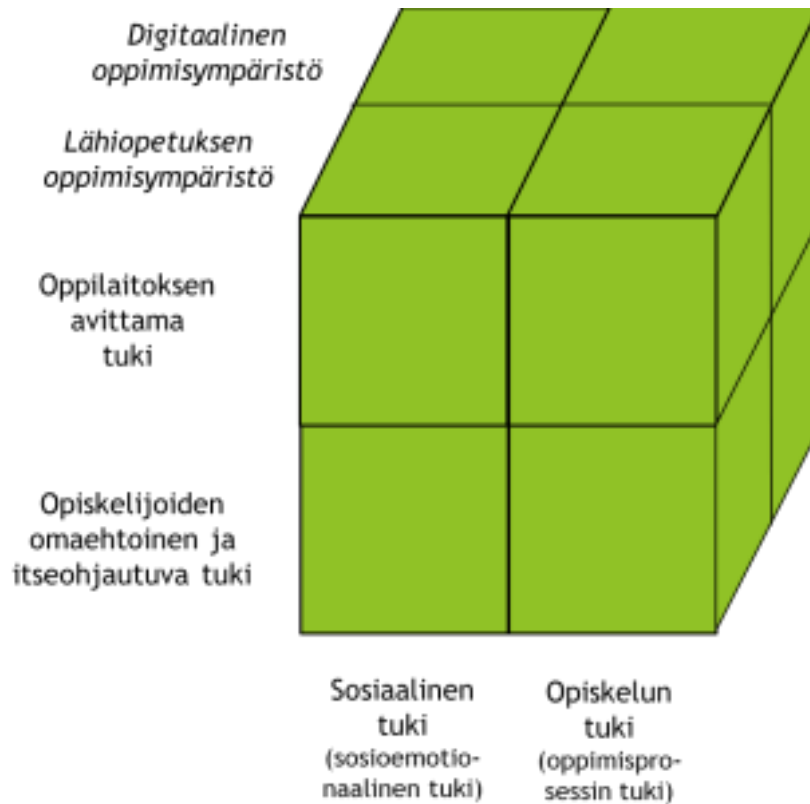 Digitaalinen
oppimisympäristö
Lähiopetuksen
oppimisympäristö
Oppilaitoksen
avittama
tuki
Opiskelijoiden
omaehtoinen ja
itseohjautuva tuki
Sosiaalinen
tuki
(sosioemotio-
naalinen tuki)
Opiskelun
tuki
(oppimispro-
sessin tuki)